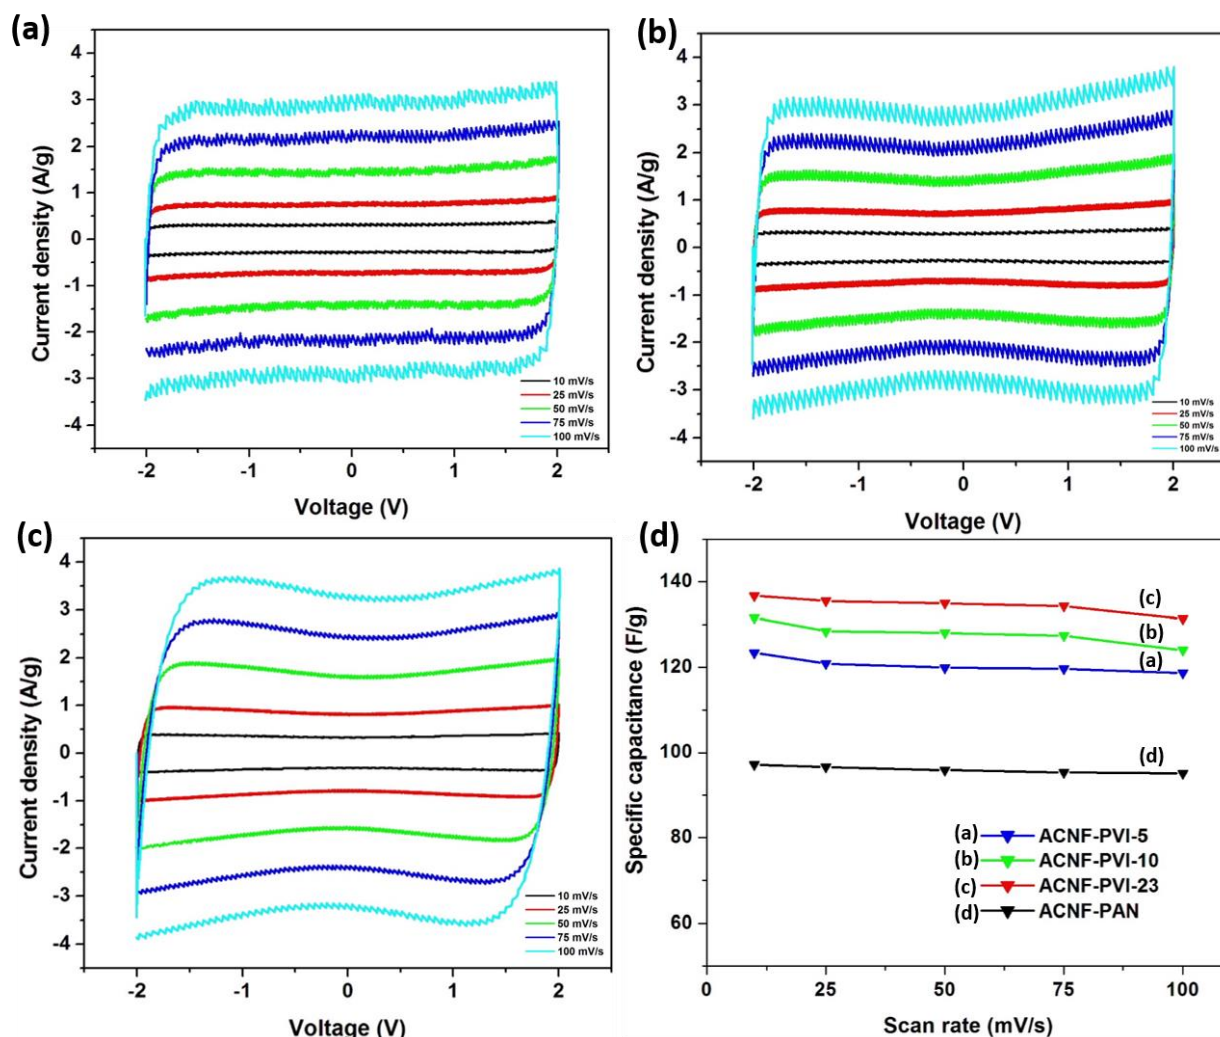 (a)
4
3
2
1
0
-1
-2
-3
-4
Current density (A/g)
10 mV/s
25 mV/s
50 mV/s
75 mV/s
100 mV/s
-2
-1
0
1
2
Voltage (V)
(b)
4
3
2
1
0
-1
-2
-3
-4
Current density (A/g)
10 mV/s
25 mV/s
50 mV/s
75 mV/s
100 mV/s
-2
-1
0
1
2
Voltage (V)
(c)
4
3
2
1
0
-1
-2
-3
-4
Current density (A/g)
10 mV/s
25 mV/s
50 mV/s
75 mV/s
100 mV/s
-2
-1
0
1
2
Voltage (V)
(d)
140
120
100
80
60
Specific capacitance (F/g)
(c)
(b)
(a)
(d)
(a) ACNF-PVI-5
(b) ACNF-PVI-10
(c) ACNF-PVI-23
(d) ACNF-PAN
0
25
50
75
100
Scan rate (mV/s)